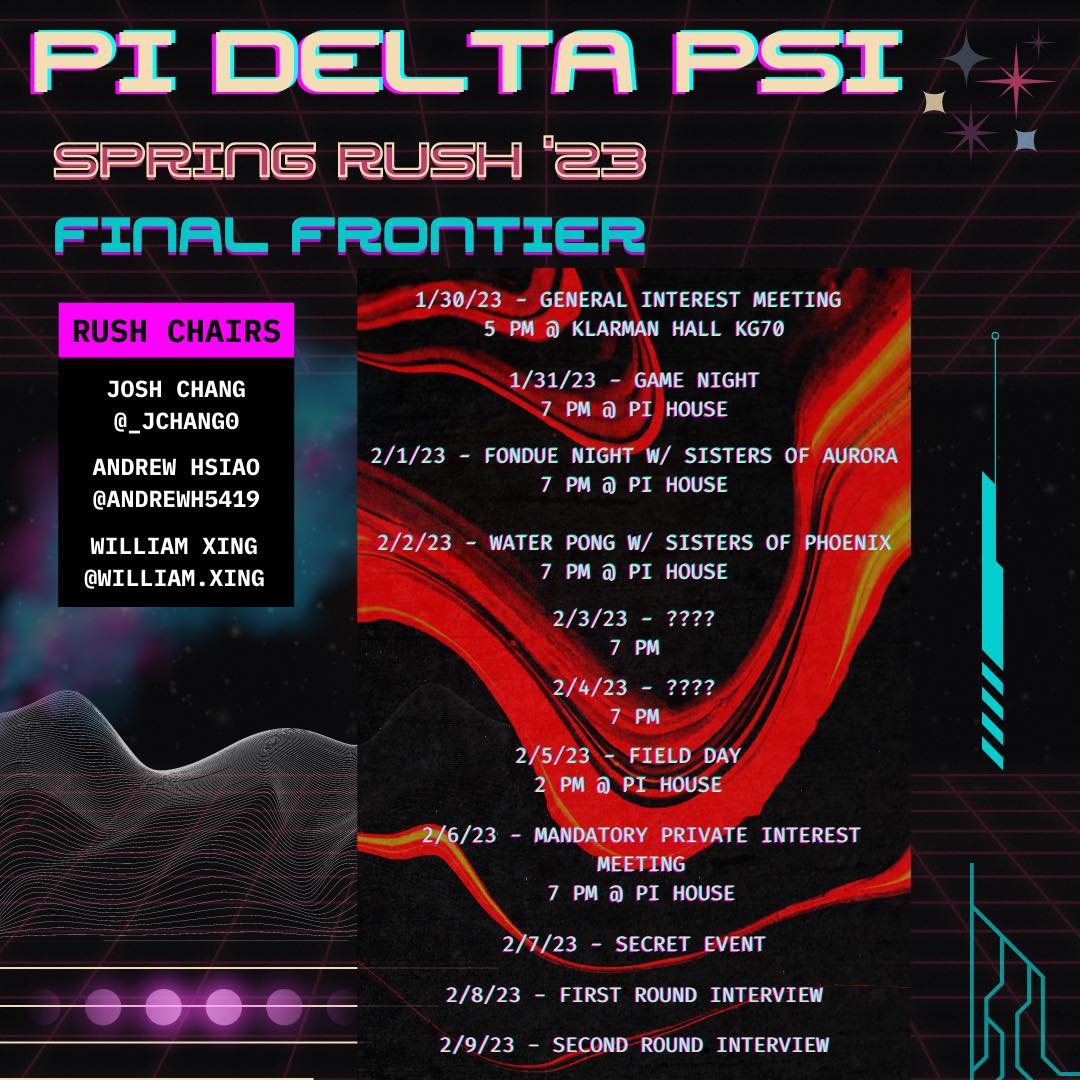 PI DELTA PSI
SPRING RUSH '23
FINAL FRONTIER
RUSH CHAIRS
JOSH CHANG
@_JCHANG0
ANDREW HSIAO
@ANDREWH5419
WILLIAM XING
@WILLIAM.XING
1/30/23 - GENERAL INTEREST MEETING
5 PM @ KLARMAN HALL KG70
1/31/23 - GAME NIGHT
7 PM @ PI HOUSE
2/1/23 - FONDUE NIGHT W/ SISTERS OF AURORA
7 PM @ PI HOUSE
2/2/23 - WATER PONG W/ SISTERS OF PHOENIX
7 PM @ PI HOUSE
2/3/23 - ????
7 PM
2/4/23 - ????
7 PM
2/5/23 - FIELD DAY
2 PM @ PI HOUSE
2/6/23 - MANDATORY PRIVATE INTEREST
MEETING
7 PM @ PI HOUSE
2/7/23 - SECRET EVENT
2/8/23 - FIRST ROUND INTERVIEW
2/9/23 - SECOND ROUND INTERVIEW